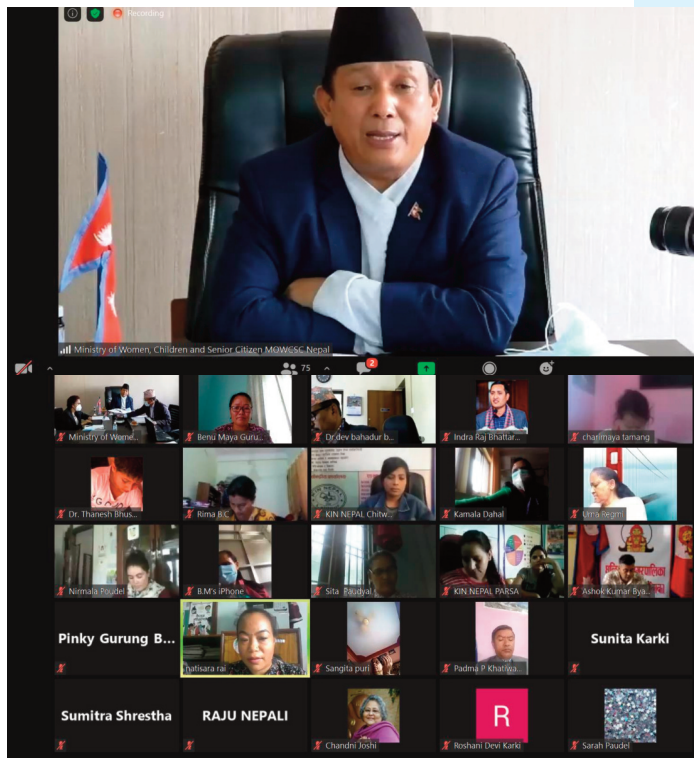 Recording
Ministry of Women, Children and Senior Citizen MOWCSC Nepal
75
2
Ministry of Wome...
Benu Maya Guru...
Dr.dev bahadur b...
Indra Raj Bhattar...
charimaya tamang
Dr. Thanesh Bhus...
Rima B.C
KIN NEPAL Chitw...
Kamala Dahal
Uma Regmi
Nirmala Poudel
B.M's iPhone
Sita Paudyal
KIN NEPAL PARSA
Ashok Kumar Bya...
Pinky Gurung B...
natisara rai
Sangita puri
Padma P Khatiwa...
Sunita Karki
Sumitra Shrestha
RAJU NEPALI
Chandni Joshi
R
Roshani Devi Karki
Sarah Paudel